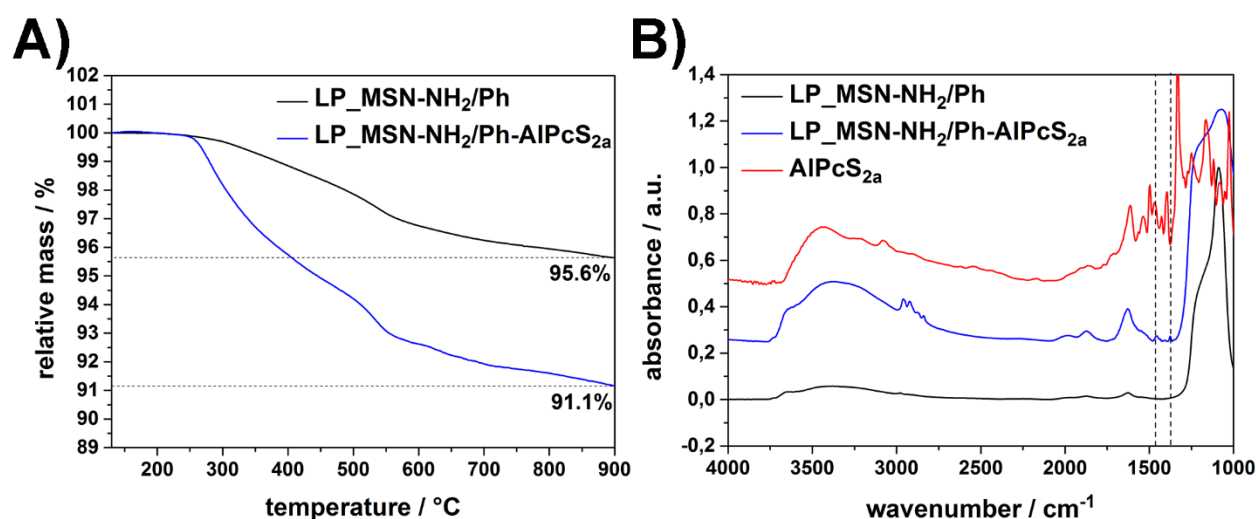 A)
102
101
100
99
98
97
96
95
94
93
92
91
90
89
relative mass / %
LP_MSN-NH₂/Ph
LP_MSN-NH₂/Ph-AlPcS₂ₐ
95.6%
91.1%
200 300 400 500 600 700 800 900
temperature / °C
B)
1,4
1,2
1,0
0,8
0,6
0,4
0,2
0,0
-0,2
absorbance / a.u.
LP_MSN-NH₂/Ph
LP_MSN-NH₂/Ph-AlPcS₂ₐ
AlPcS₂ₐ
4000 3500 3000 2500 2000 1500 1000
wavenumber / cm⁻¹